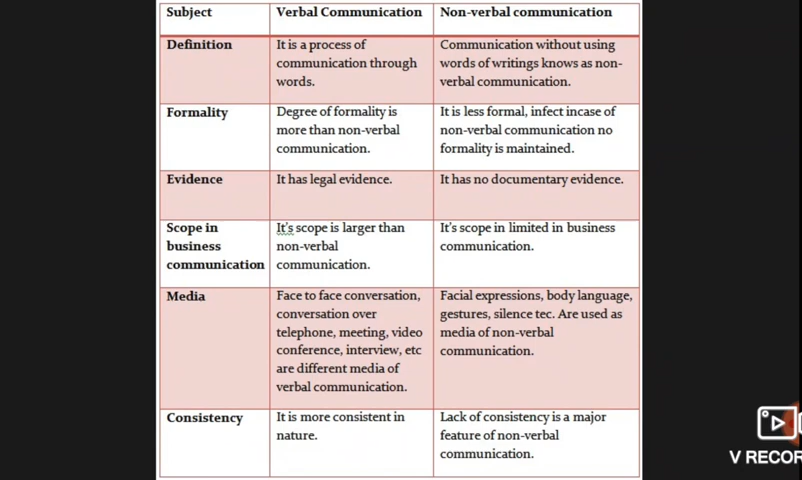 Subject
Verbal Communication
Non-verbal communication
Definition
It is a process of
communication through
words.
Communication without using
words of writings knows as non-
verbal communication.
Formality
Degree of formality is
more than non-verbal
communication.
It is less formal, infect incase of
non-verbal communication no
formality is maintained.
Evidence
It has legal evidence.
It has no documentary evidence.
Scope in
business
communication
It's scope is larger than
non-verbal
communication.
It's scope in limited in business
communication.
Media
Face to face conversation,
conversation over
telephone, meeting, video
conference, interview, etc
are different media of
verbal communication.
Facial expressions, body language,
gestures, silence tec. Are used as
media of non-verbal
communication.
Consistency
It is more consistent in
nature.
Lack of consistency is a major
feature of non-verbal
communication.
V RECOR